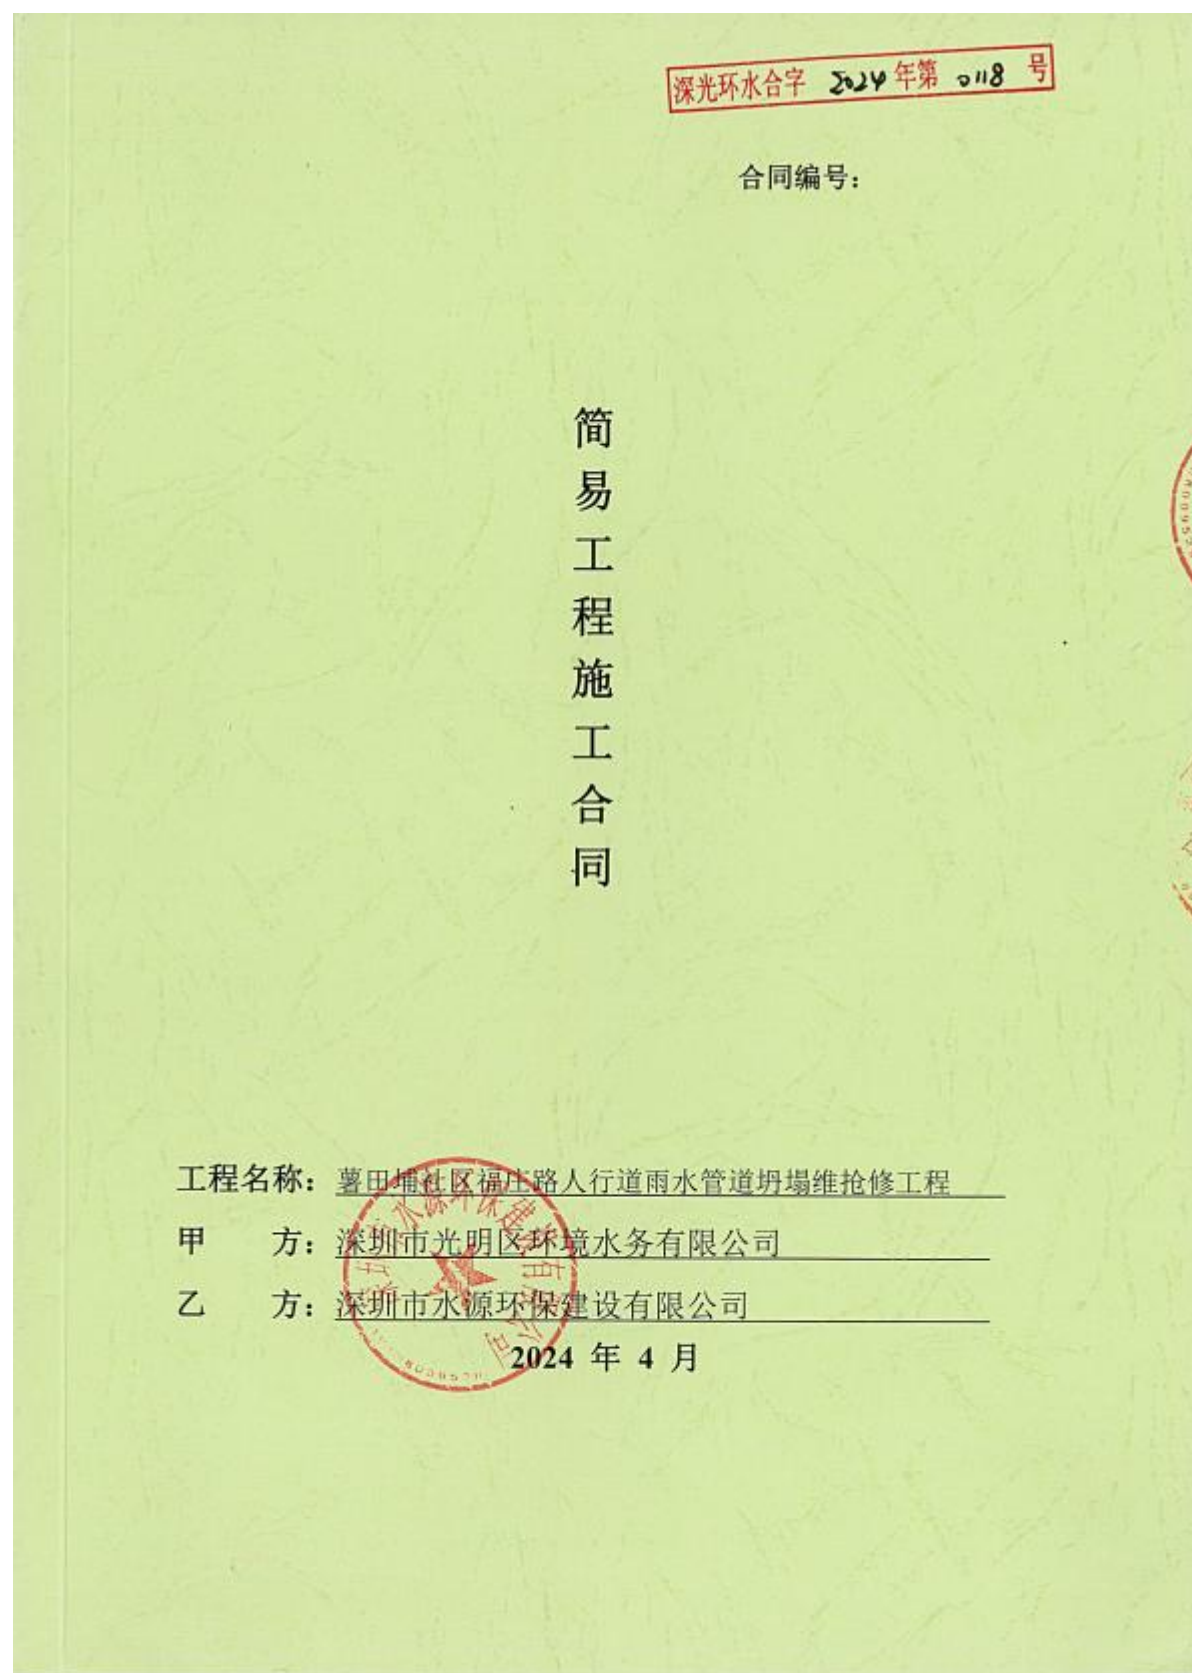 深光环水合字 2024 年第 0118 号
合同编号：
简易工程施工合同
工程名称：薯田埔社区福庄路人行道雨水管道坍塌维抢修工程
甲 方：深圳市光明区环境水务有限公司
乙 方：深圳市水源环保建设有限公司
2024 年 4 月